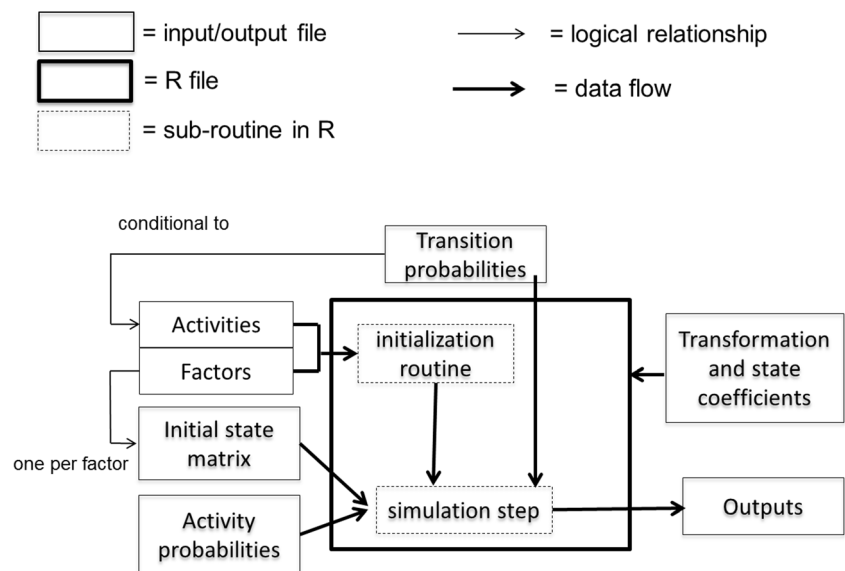 = input/output file
= logical relationship
= R file
= data flow
= sub-routine in R
conditional to
Transition
probabilities
Activities
Factors
initialization
routine
Transformation
and state
coefficients
Initial state
matrix
one per factor
simulation step
Outputs
Activity
probabilities